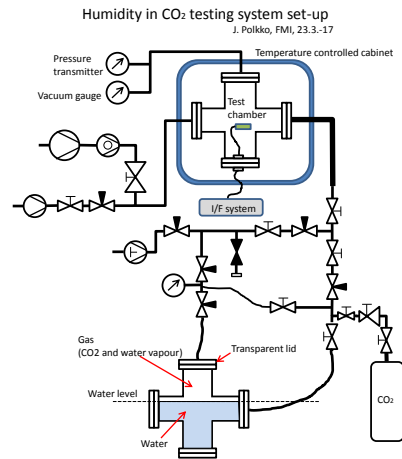 Humidity in CO₂ testing system set-up
J. Polkko, FMI, 23.3.-17
Pressure
transmitter
Temperature controlled cabinet
Vacuum gauge
Test
chamber
I/F system
Gas
(CO2 and water vapour)
Transparent lid
Water level
CO₂
Water